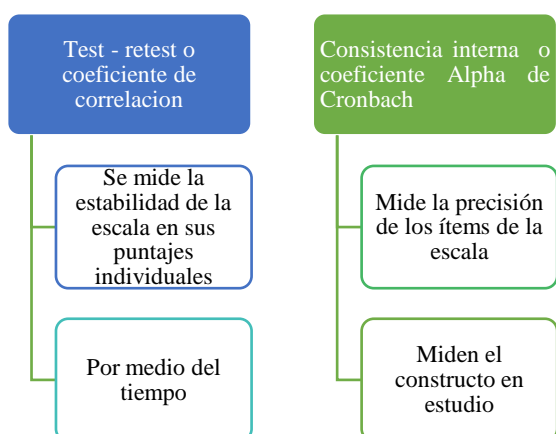 Test - retest o
coeficiente de
correlacion
Se mide la
estabilidad de la
escala en sus
puntajes
individuales
Por medio del
tiempo
Consistencia interna o
coeficiente Alpha de
Cronbach
Mide la precisión
de los ítems de la
escala
Miden el
constructo en
estudio